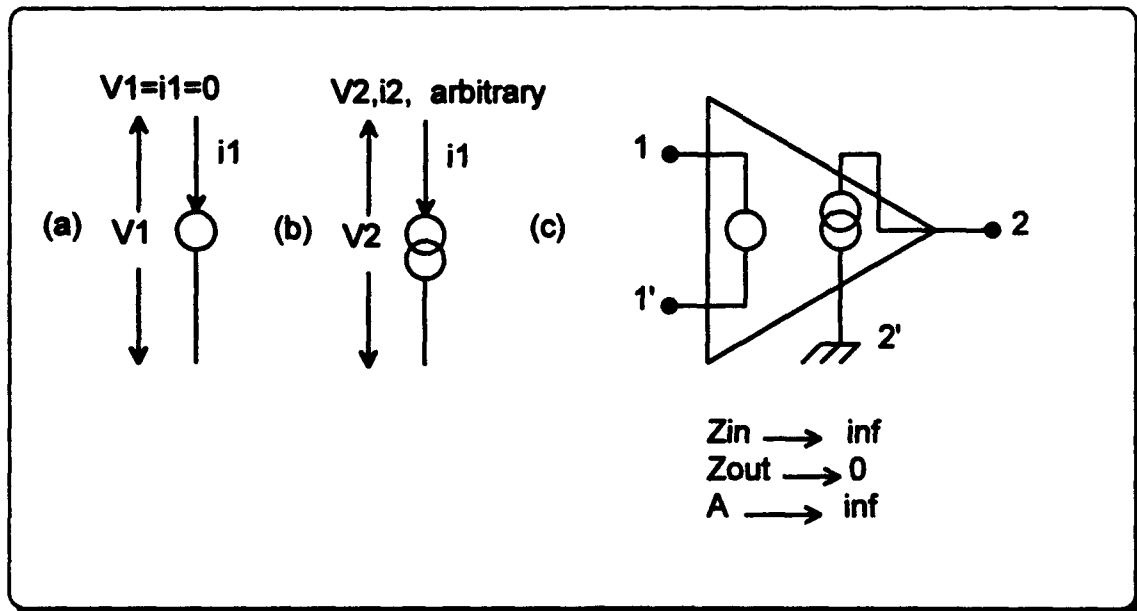 V1=i1=0
i1
(a) V1
V2,i2, arbitrary
i1
(b) V2
(c)
1
1'
2
2'
Zin → inf
Zout → 0
A → inf